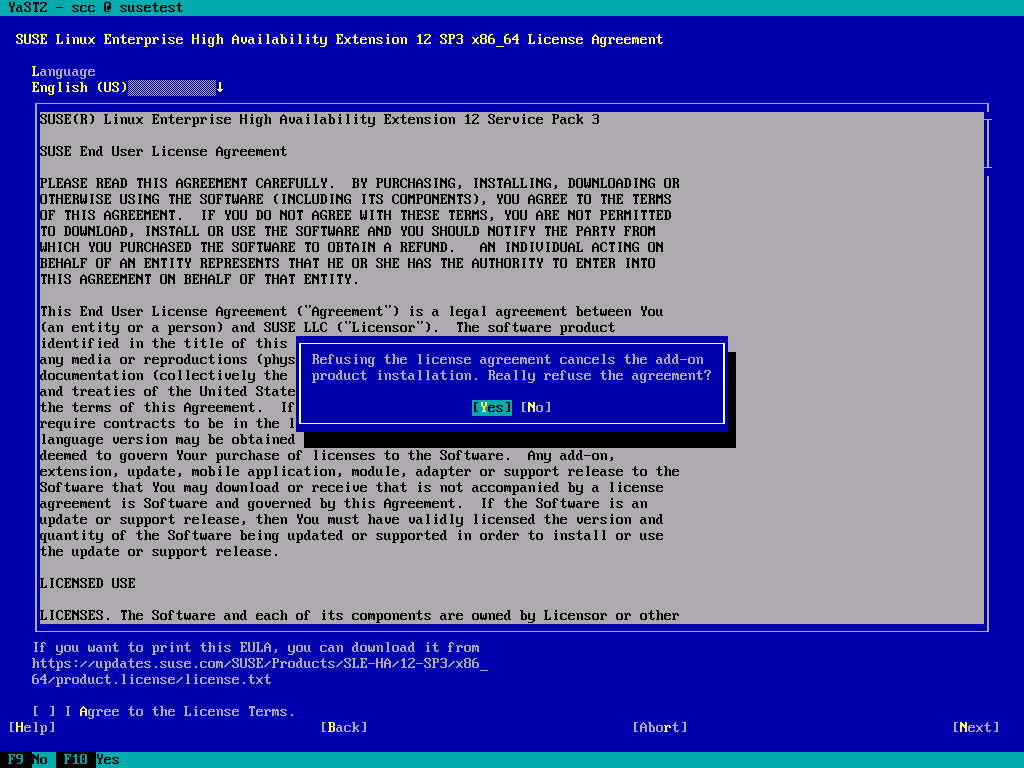 YaST2 - scc @ susetest
SUSE Linux Enterprise High Availability Extension 12 SP3 x86_64 License Agreement
Language
English (US)↓
SUSE(R) Linux Enterprise High Availability Extension 12 Service Pack 3
SUSE End User License Agreement
PLEASE READ THIS AGREEMENT CAREFULLY.  BY PURCHASING, INSTALLING, DOWNLOADING OR
OTHERWISE USING THE SOFTWARE (INCLUDING ITS COMPONENTS), YOU AGREE TO THE TERMS
OF THIS AGREEMENT.  IF YOU DO NOT AGREE WITH THESE TERMS, YOU ARE NOT PERMITTED
TO DOWNLOAD, INSTALL OR USE THE SOFTWARE AND YOU SHOULD NOTIFY THE PARTY FROM
WHICH YOU PURCHASED THE SOFTWARE TO OBTAIN A REFUND.   AN INDIVIDUAL ACTING ON
BEHALF OF AN ENTITY REPRESENTS THAT HE OR SHE HAS THE AUTHORITY TO ENTER INTO
THIS AGREEMENT ON BEHALF OF THAT ENTITY.
This End User License Agreement ("Agreement") is a legal agreement between You
(an entity or a person) and SUSE LLC ("Licensor").  The software product
identified in the title of this
any media or reproductions (phys
documentation (collectively the
and treaties of the United State
the terms of this Agreement.  If
require contracts to be in the l
language version may be obtained
Refusing the license agreement cancels the add-on
product installation. Really refuse the agreement?
[Yes] [No]
deemed to govern Your purchase of licenses to the Software.  Any add-on,
extension, update, mobile application, module, adapter or support release to the
Software that You may download or receive that is not accompanied by a license
agreement is Software and governed by this Agreement.  If the Software is an
update or support release, then You must have validly licensed the version and
quantity of the Software being updated or supported in order to install or use
the update or support release.
LICENSED USE
LICENSES. The Software and each of its components are owned by Licensor or other
If you want to print this EULA, you can download it from
https://updates.suse.com/SUSE/Products/SLE-HA/12-SP3/x86_
64/product.license/license.txt
[ ] I Agree to the License Terms.
[Help] [Back] [Abort] [Next]
F9 No F10 Yes